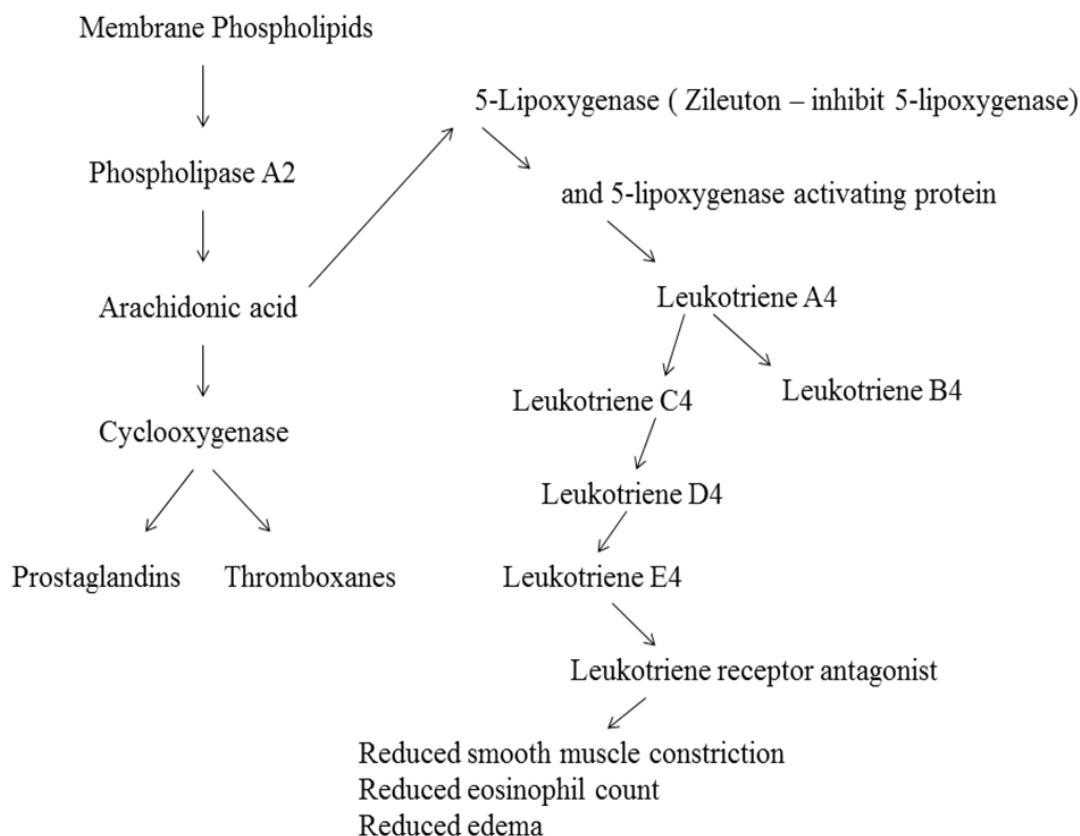 Membrane Phospholipids
5-Lipoxygenase ( Zileuton – inhibit 5-lipoxygenase)
Phospholipase A2
and 5-lipoxygenase activating protein
Arachidonic acid
Leukotriene A4
Leukotriene C4
Leukotriene B4
Cyclooxygenase
Leukotriene D4
Prostaglandins
Thromboxanes
Leukotriene E4
Leukotriene receptor antagonist
Reduced smooth muscle constriction
Reduced eosinophil count
Reduced edema